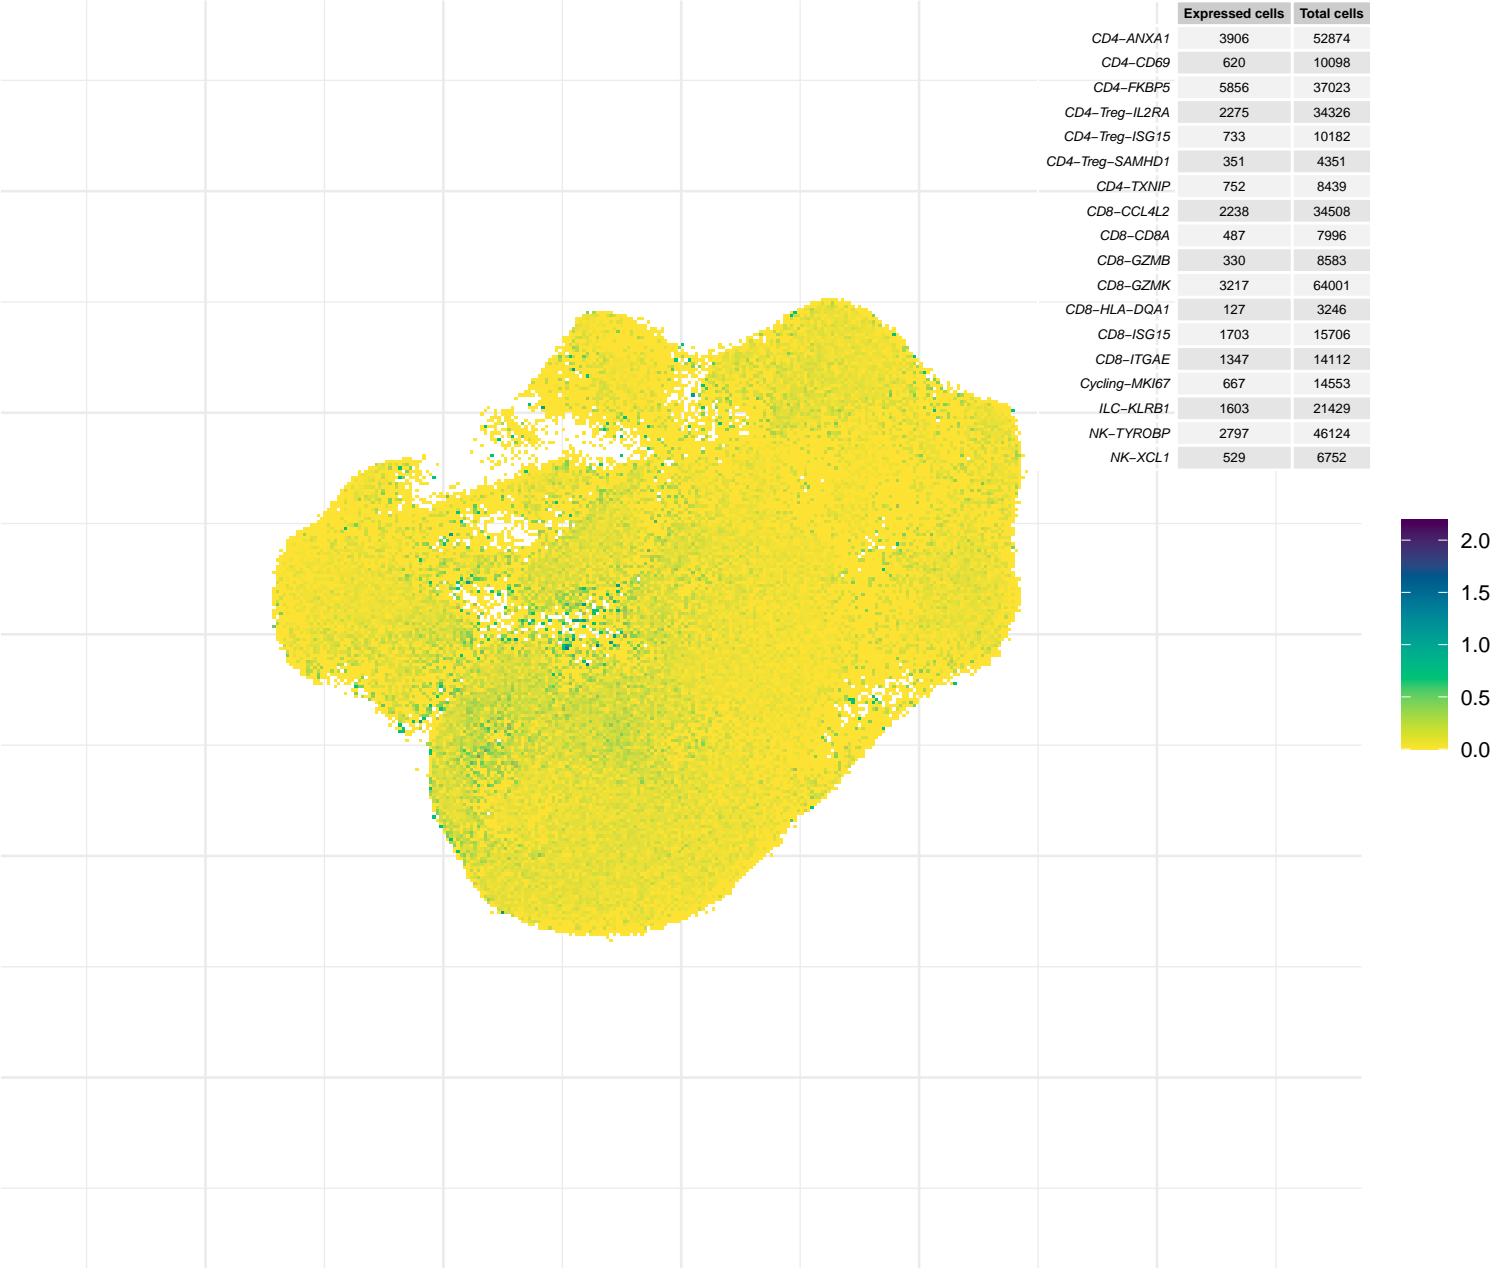 Expressed cells Total cells
CD4−ANXA1 3906 52874
CD4−CD69 620 10098
CD4−FKBP5 5856 37023
CD4−Treg−IL2RA 2275 34326
CD4−Treg−ISG15 733 10182
CD4−Treg−SAMHD1 351 4351
CD4−TXNIP 752 8439
CD8−CCL4L2 2238 34508
CD8−CD8A 487 7996
CD8−GZMB 330 8583
CD8−GZMK 3217 64001
CD8−HLA−DQA1 127 3246
CD8−ISG15 1703 15706
CD8−ITGAE 1347 14112
Cycling−MKI67 667 14553
ILC−KLRB1 1603 21429
NK−TYROBP 2797 46124
NK−XCL1 529 6752
2.0
1.5
1.0
0.5
0.0